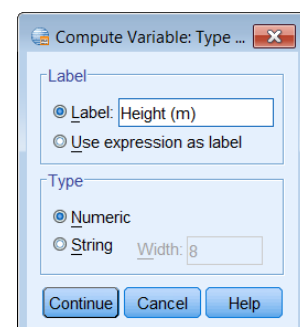 Compute Variable: Type ...
Label
Label: Height (m)
Use expression as label
Type
Numeric
String Width: 8
Continue Cancel Help